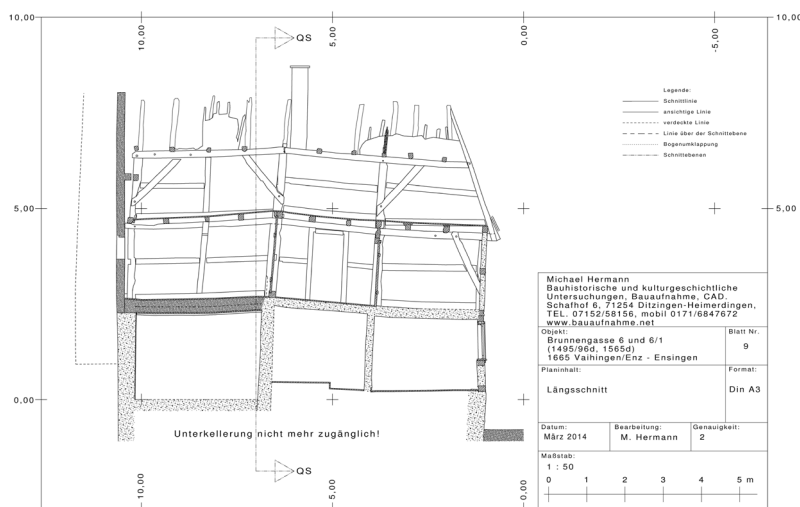 10,00
10,00
10,00
5,00
0,00
-5,00
QS
Legende:
Schnittlinie
ansichtige Linie
verdeckte Linie
Linie über der Schnittebene
Bogenumklappung
Schnittebenen
5,00
5,00
0,00
Unterkellerung nicht mehr zugänglich!
QS
10,00
5,00
0,00
Michael Hermann
Bauhistorische und kulturgeschichtliche
Untersuchungen, Bauaufnahme, CAD.
Schafhof 6, 71254 Ditzingen-Heimerdingen,
TEL. 07152/58156, mobil 0171/6847672
www.bauaufnahme.net
Objekt:
Brunnengasse 6 und 6/1
(1495/96d, 1565d)
1665 Vaihingen/Enz - Ensingen
Blatt Nr.
9
Planinhalt:
Längsschnitt
Format:
Din A3
Datum:
März 2014
Bearbeitung:
M. Hermann
Genauigkeit:
2
Maßstab:
1 : 50
0 1 2 3 4 5 m